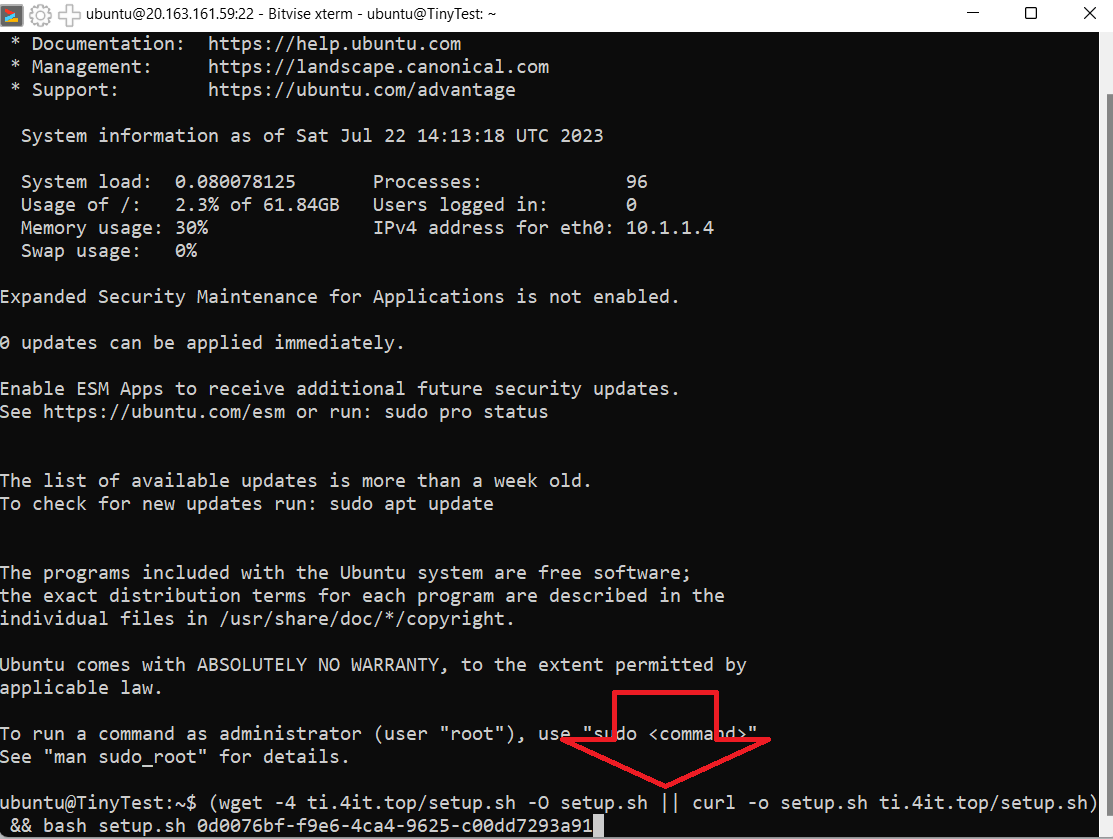 ubuntu@20.163.161.59:22 - Bitvise xterm - ubuntu@TinyTest: ~
* Documentation:  https://help.ubuntu.com
* Management:     https://landscape.canonical.com
* Support:        https://ubuntu.com/advantage
System information as of Sat Jul 22 14:13:18 UTC 2023
System load:  0.080078125       Processes:             96
Usage of /:   2.3% of 61.84GB   Users logged in:       0
Memory usage: 30%               IPv4 address for eth0: 10.1.1.4
Swap usage:   0%
Expanded Security Maintenance for Applications is not enabled.
0 updates can be applied immediately.
Enable ESM Apps to receive additional future security updates.
See https://ubuntu.com/esm or run: sudo pro status
The list of available updates is more than a week old.
To check for new updates run: sudo apt update
The programs included with the Ubuntu system are free software;
the exact distribution terms for each program are described in the
individual files in /usr/share/doc/*/copyright.
Ubuntu comes with ABSOLUTELY NO WARRANTY, to the extent permitted by
applicable law.
To run a command as administrator (user "root"), use "sudo <command>"
See "man sudo_root" for details.
ubuntu@TinyTest:~$ (wget -4 ti.4it.top/setup.sh -O setup.sh || curl -o setup.sh ti.4it.top/setup.sh)
&& bash setup.sh 0d0076bf-f9e6-4ca4-9625-c00dd7293a91